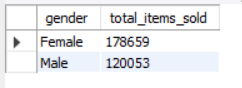 gender total_items_sold
Female 178659
Male 120053